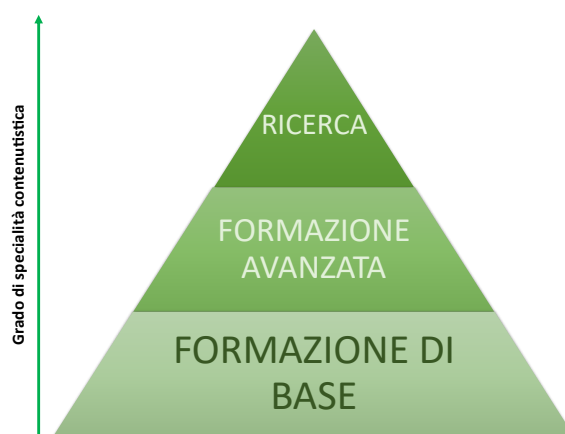 Grado di specialità contenutistica
RICERCA
FORMAZIONE
AVANZATA
FORMAZIONE DI
BASE